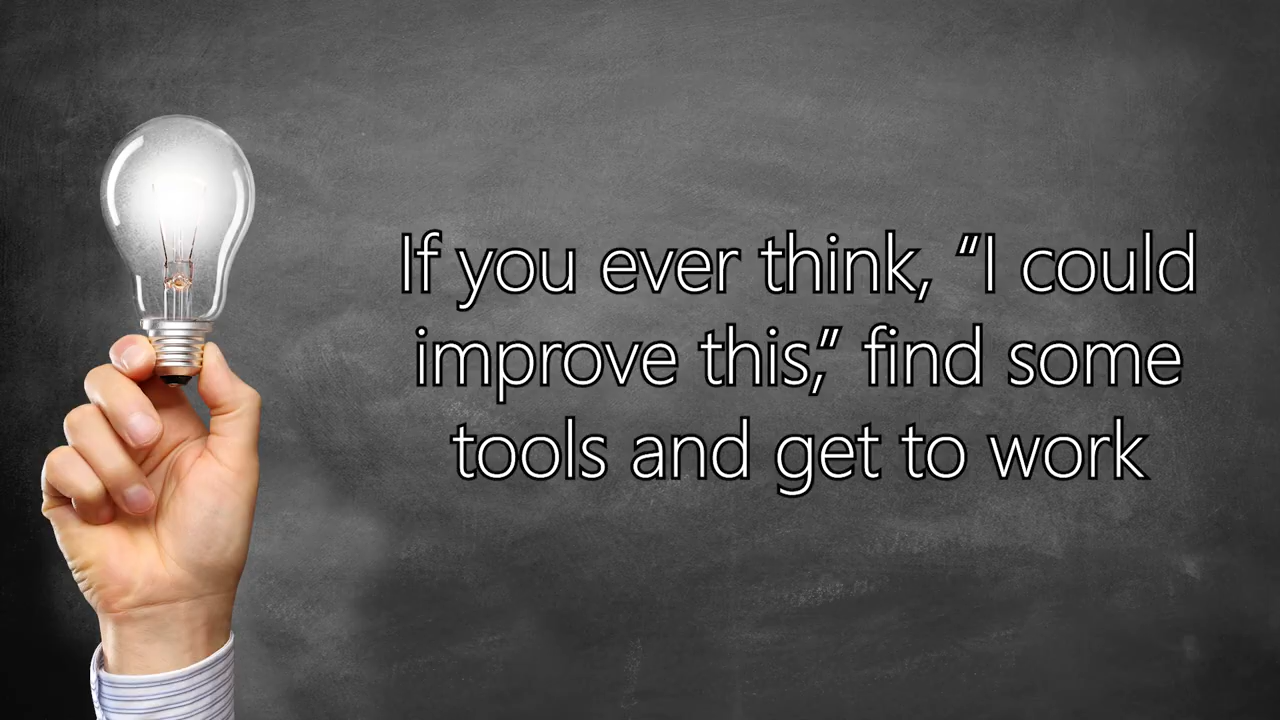 If you ever think, “I could
improve this,” find some
tools and get to work